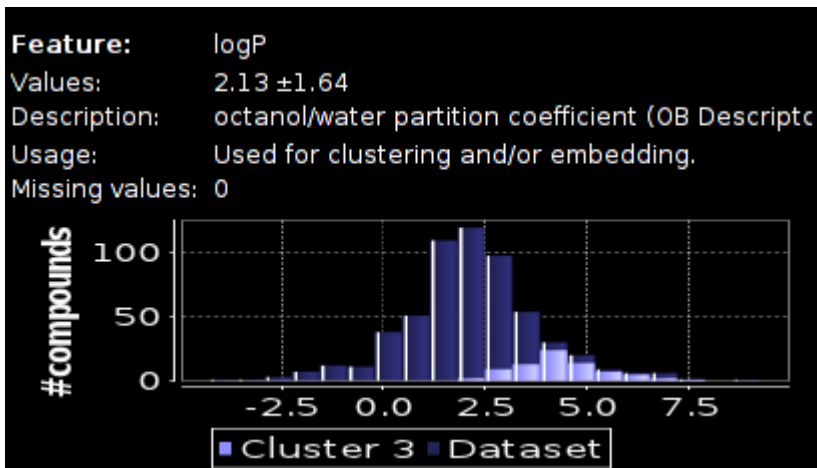 Feature: logP
Values: 2.13 ±1.64
Description: octanol/water partition coefficient (OB Descripto
Usage: Used for clustering and/or embedding.
Missing values: 0
#compounds
100
50
0
-2.5 0.0 2.5 5.0 7.5
Cluster 3 Dataset